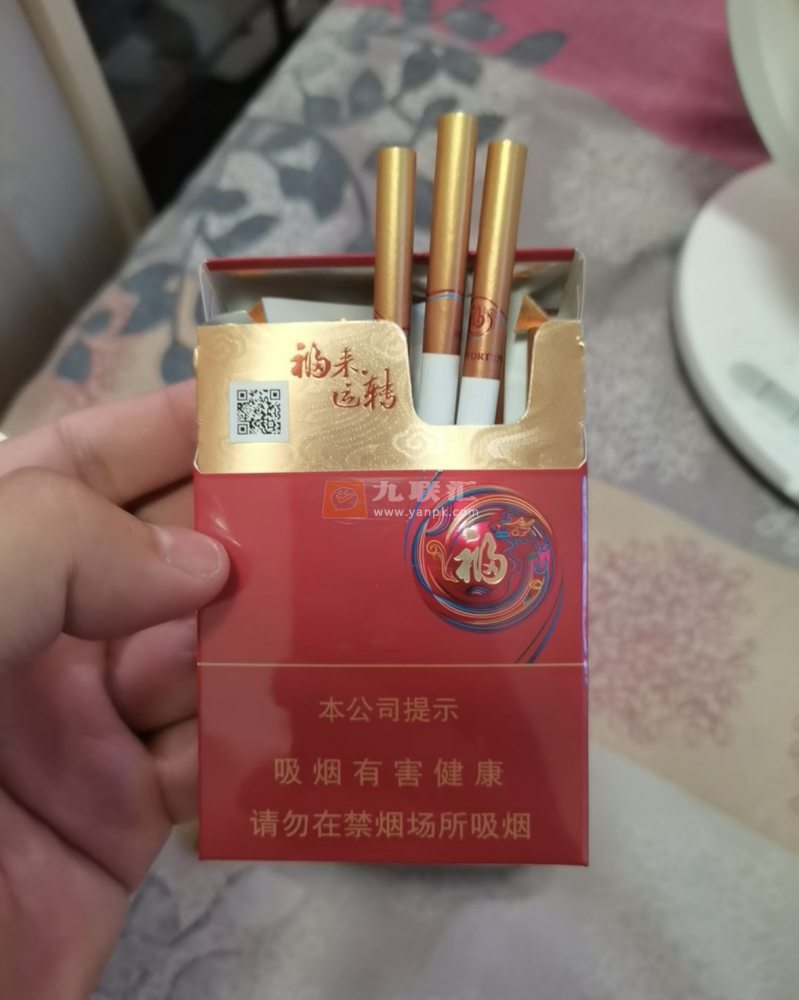 福来
运转
九联汇
www.yanpk.com
福
本公司提示
吸烟有害健康
请勿在禁烟场所吸烟